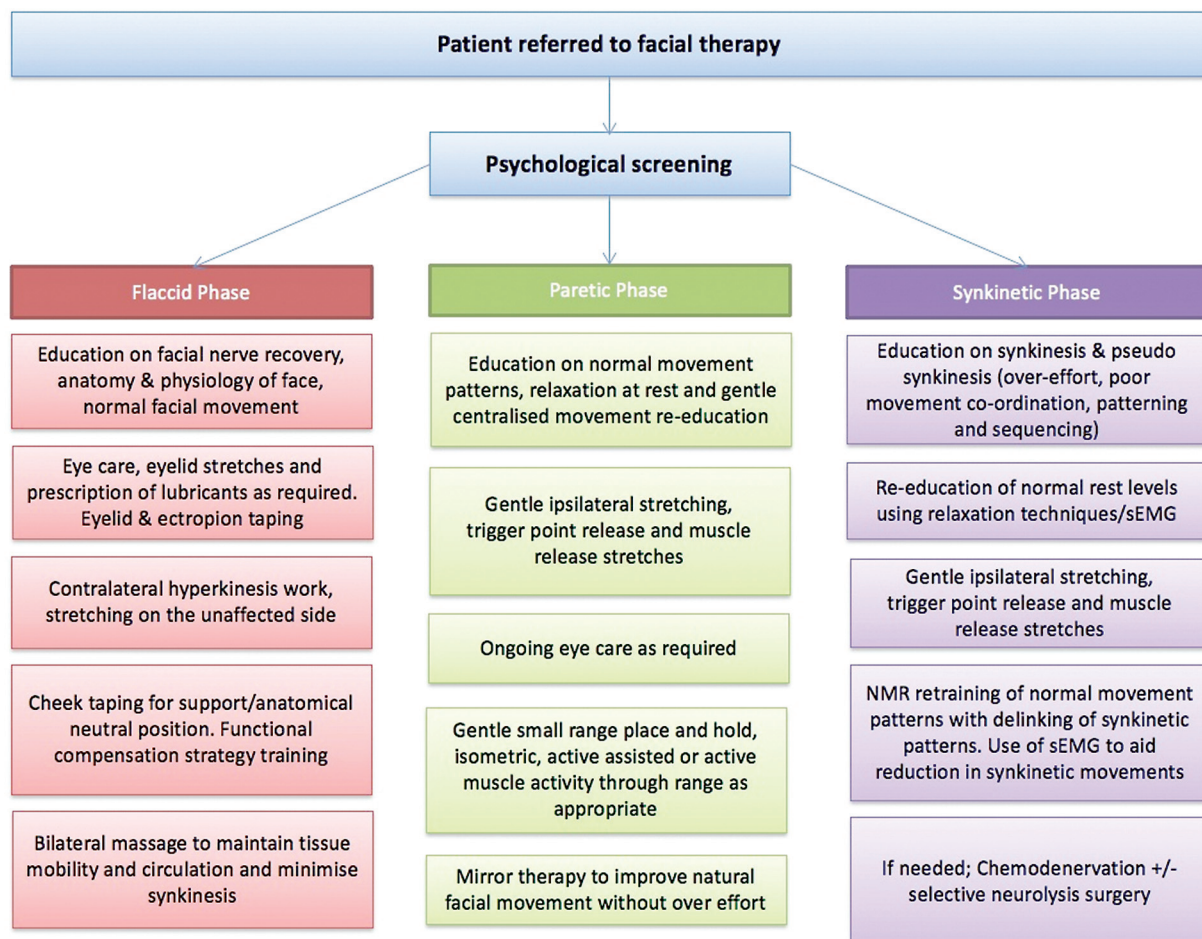 Patient referred to facial therapy
Psychological screening
Flaccid Phase
Education on facial nerve recovery,
anatomy & physiology of face,
normal facial movement
Eye care, eyelid stretches and
prescription of lubricants as required.
Eyelid & ectropion taping
Contralateral hyperkinesis work,
stretching on the unaffected side
Cheek taping for support/anatomical
neutral position. Functional
compensation strategy training
Bilateral massage to maintain tissue
mobility and circulation and minimise
synkinesis
Paretic Phase
Education on normal movement
patterns, relaxation at rest and gentle
centralised movement re-education
Gentle ipsilateral stretching,
trigger point release and muscle
release stretches
Ongoing eye care as required
Gentle small range place and hold,
isometric, active assisted or active
muscle activity through range as
appropriate
Mirror therapy to improve natural
facial movement without over effort
Synkinetic Phase
Education on synkinesis & pseudo
synkinesis (over-effort, poor
movement co-ordination, patterning
and sequencing)
Re-education of normal rest levels
using relaxation techniques/sEMG
Gentle ipsilateral stretching,
trigger point release and muscle
release stretches
NMR retraining of normal movement
patterns with delinking of synkinetic
patterns. Use of sEMG to aid
reduction in synkinetic movements
If needed; Chemodenervation +/-
selective neurolysis surgery